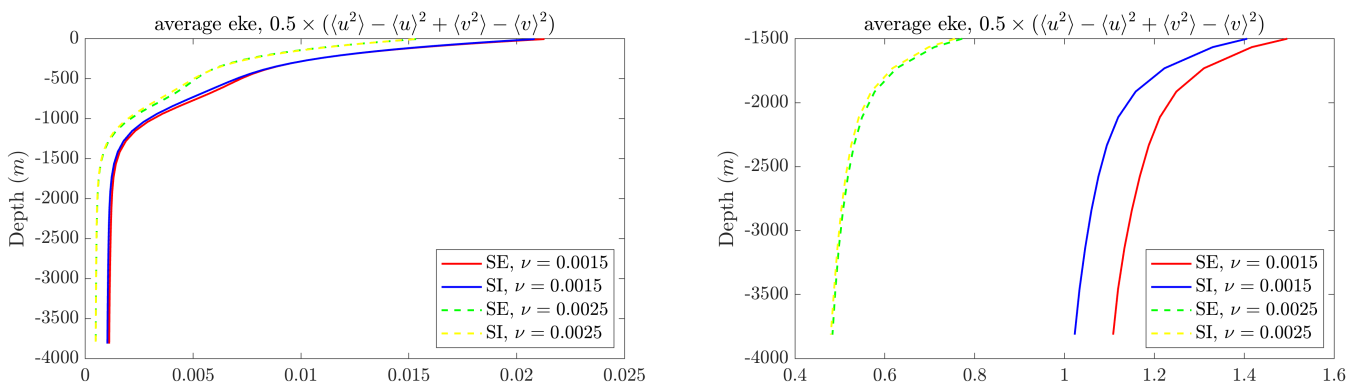 average eke, 0.5 × (⟨u²⟩ − ⟨u⟩² + ⟨v²⟩ − ⟨v⟩²)
0
-500
-1000
-1500
-2000
-2500
-3000
-3500
-4000
Depth (m)
0 0.005 0.01 0.015 0.02 0.025
SE, ν = 0.0015
SI, ν = 0.0015
SE, ν = 0.0025
SI, ν = 0.0025
average eke, 0.5 × (⟨u²⟩ − ⟨u⟩² + ⟨v²⟩ − ⟨v⟩²)
-1500
-2000
-2500
-3000
-3500
-4000
Depth (m)
0.4 0.6 0.8 1 1.2 1.4 1.6
SE, ν = 0.0015
SI, ν = 0.0015
SE, ν = 0.0025
SI, ν = 0.0025